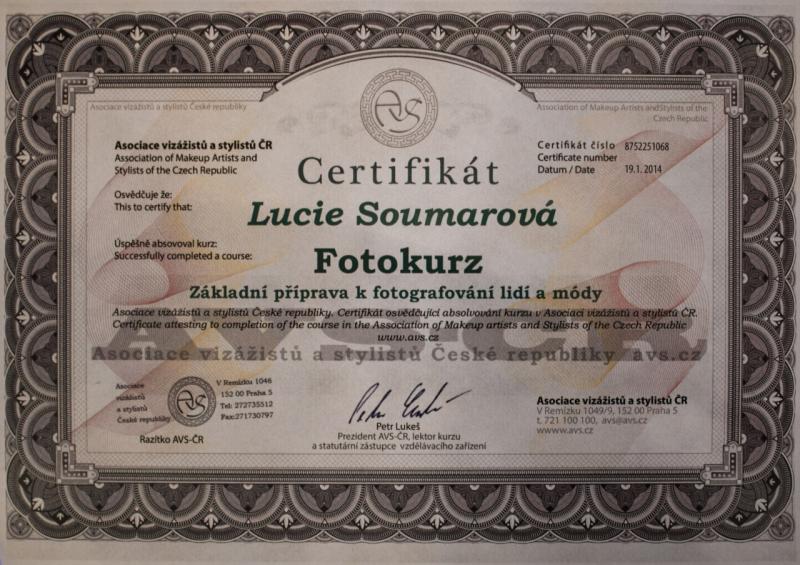 Asociace vizážistů a stylistů České republiky
Association of Makeup Artists and Stylists of the
Czech Republic
AVS
Asociace vizážistů a stylistů ČR
Association of Makeup Artists and
Stylists of the Czech Republic
Certifikát číslo 8752251068
Certificate number
Datum / Date 19.1. 2014
Certifikát
Osvědčuje že:
This to certify that:
Lucie Soumarová
Úspěšně absovoval kurz:
Successfully completed a course:
Fotokurz
Základní příprava k fotografování lidí a módy
Asociace vizážistů a stylistů České republiky. Certifikát osvědčující absolvování kurzu v Asociaci vizážistů a stylistů ČR.
Certificate attesting to completion of the course in the Association of Makeup artists and Stylists of the Czech Republic
www.avs.cz
AVS-ČR
Asociace vizážistů a stylistů České republiky avs.cz
Asociace
vizážistů
a stylistů
České republiky
AVS
V Remízku 1046
152 00 Praha 5
Tel: 272735512
Fax:271730797
Razítko AVS-ČR
Petr Lukeš
Prezident AVS-ČR, lektor kurzu
a statutární zástupce vzdělávacího zařízení
Asociace vizážistů a stylistů ČR
V Remízku 1049/9, 152 00 Praha 5
t. 721 100 100, avs@avs.cz
wwww.avs.cz